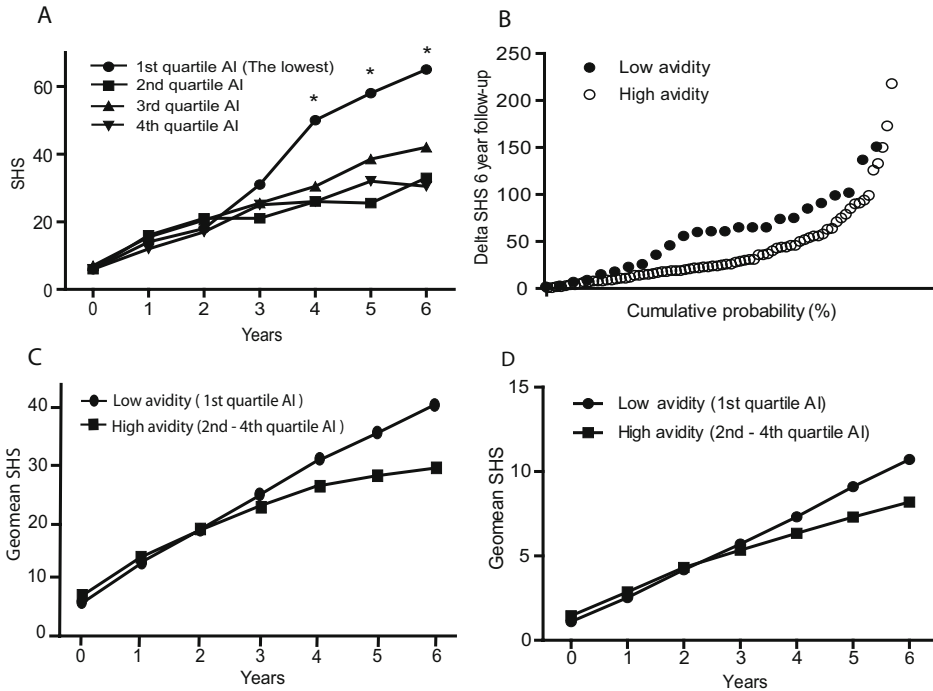 A
1st quartile AI (The lowest)
2nd quartile AI
3rd quartile AI
4th quartile AI
*
*
*
60
40
20
0
SHS
0 1 2 3 4 5 6
Years
B
Low avidity
High avidity
250
200
150
100
50
0
Delta SHS 6 year follow-up
Cumulative probability (%)
C
Low avidity ( 1st quartile AI )
High avidity (2nd - 4th quartile AI )
40
30
20
10
0
Geomean SHS
0 1 2 3 4 5 6
Years
D
Low avidity (1st quartile AI)
High avidity (2nd - 4th quartile AI)
15
10
5
0
Geomean SHS
0 1 2 3 4 5 6
Years